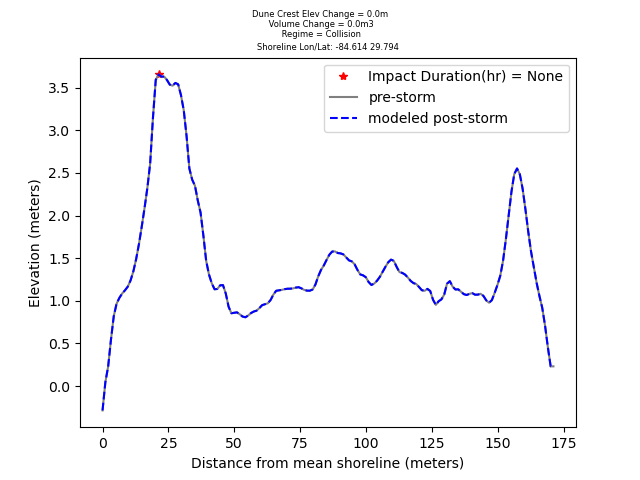 Dune Crest Elev Change = 0.0m
Volume Change = 0.0m3
Regime = Collision
Shoreline Lon/Lat: -84.614 29.794
Impact Duration(hr) = None
pre-storm
modeled post-storm
Elevation (meters)
3.5
3.0
2.5
2.0
1.5
1.0
0.5
0.0
0 25 50 75 100 125 150 175
Distance from mean shoreline (meters)